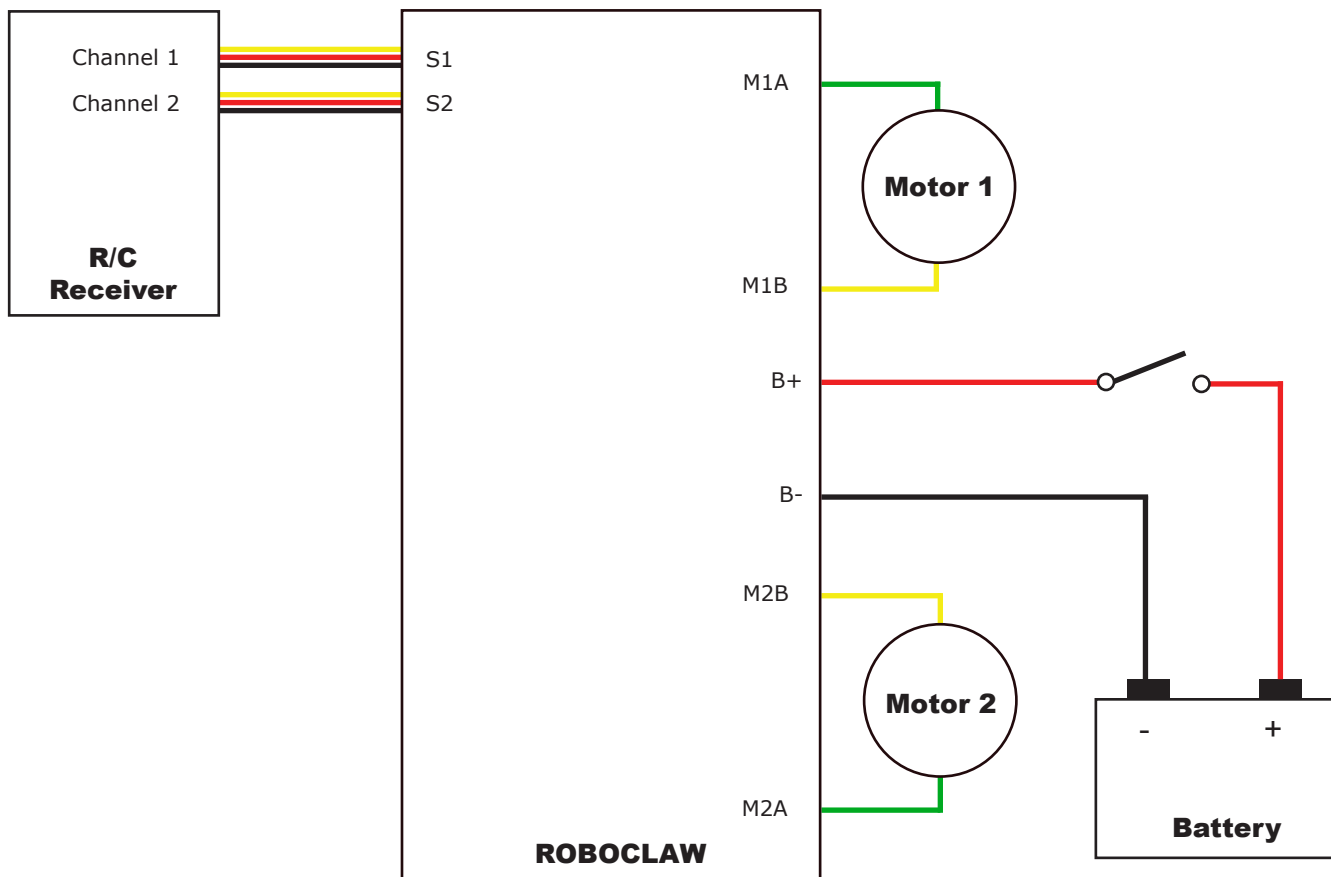 Channel 1
Channel 2
R/C
Receiver
S1
S2
M1A
M1B
B+
B-
M2B
M2A
ROBOCLAW
Motor 1
Motor 2
- +
Battery